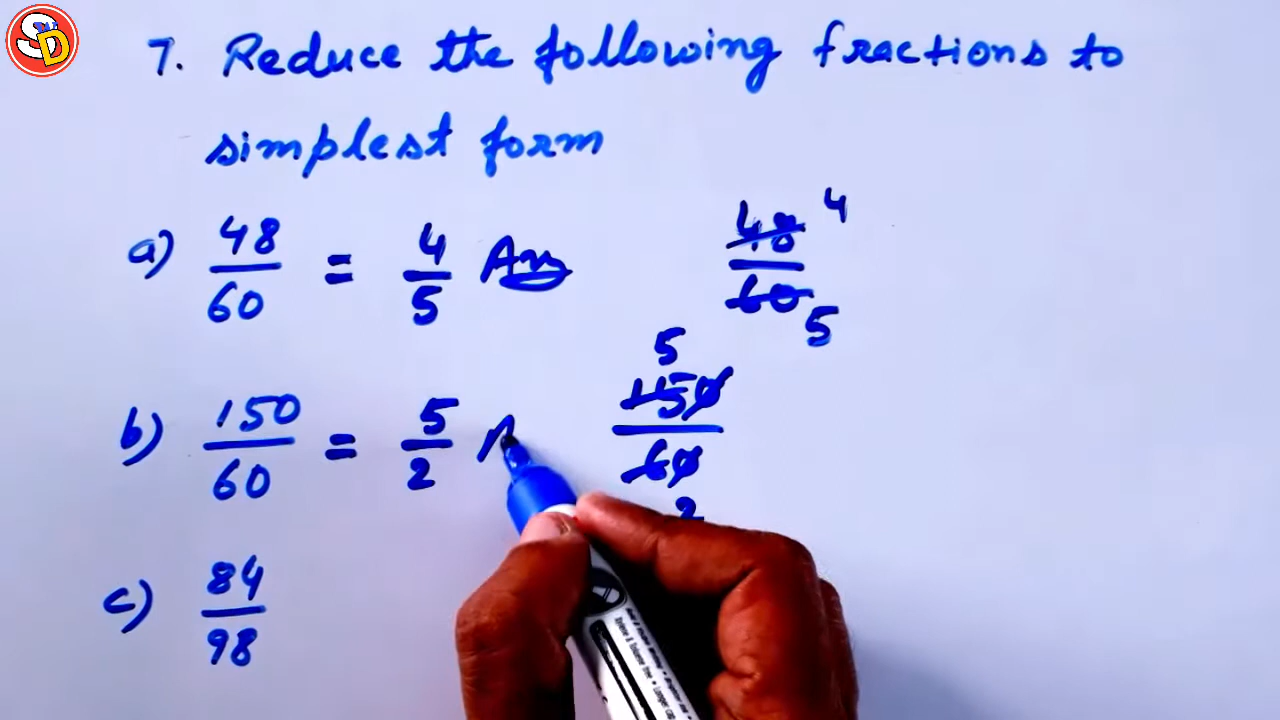 SD
7. Reduce the following fractions to
simplest form
a) 48/60 = 4/5 Ans
48/60 4 5
b) 150/60 = 5/2 A
5 150/60 2
c) 84/98